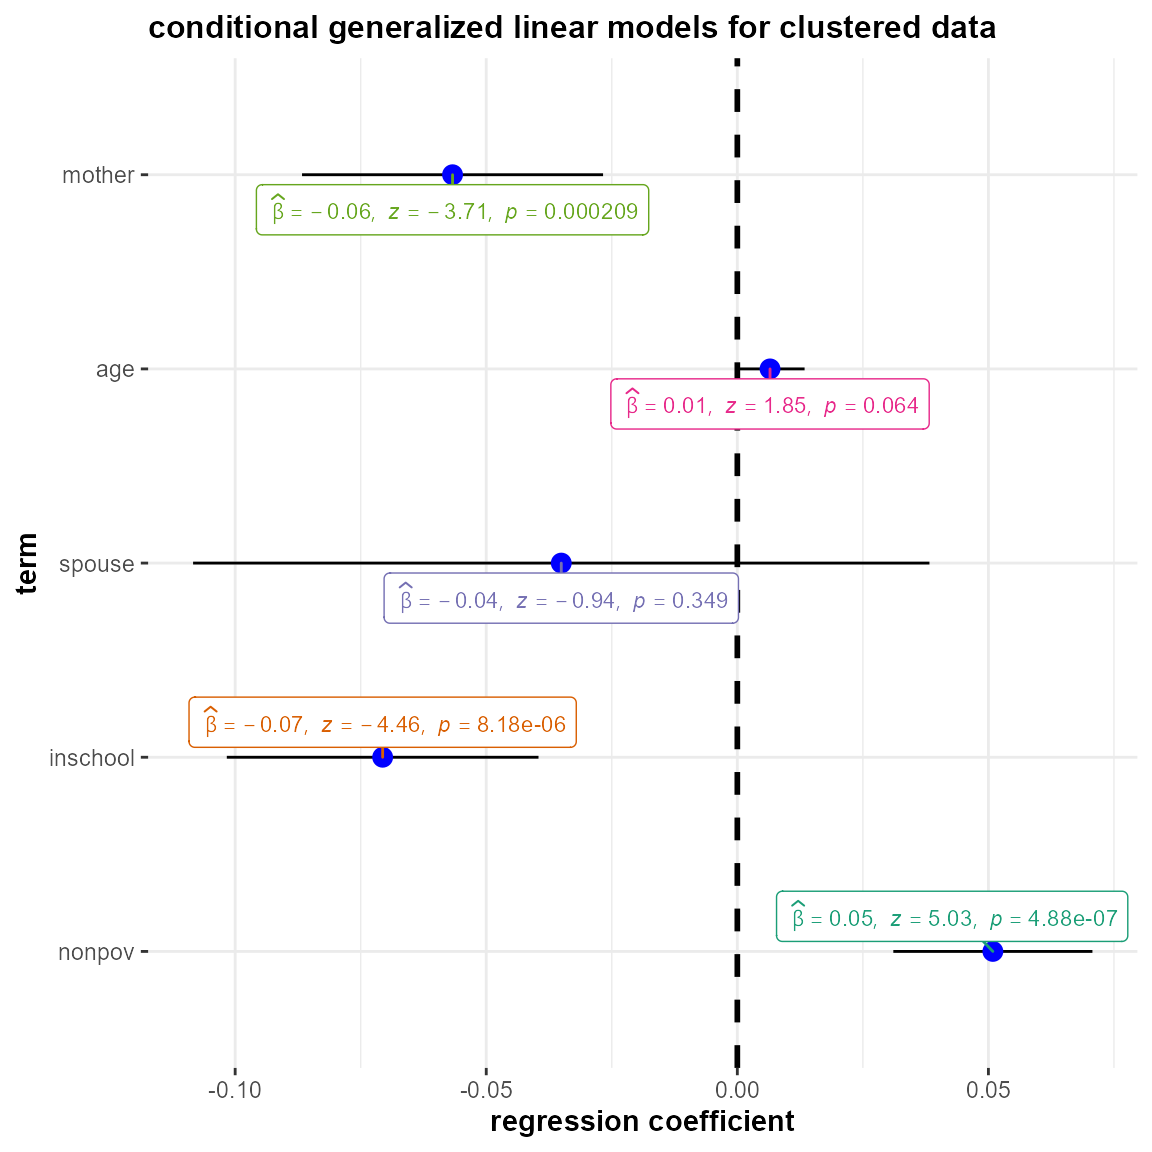 conditional generalized linear models for clustered data
mother
β̂ = − 0.06, z = − 3.71, p = 0.000209
age
β̂ = 0.01, z = 1.85, p = 0.064
term
spouse
β̂ = − 0.04, z = − 0.94, p = 0.349
β̂ = − 0.07, z = − 4.46, p = 8.18e-06
inschool
β̂ = 0.05, z = 5.03, p = 4.88e-07
nonpov
-0.10 -0.05 0.00 0.05
regression coefficient